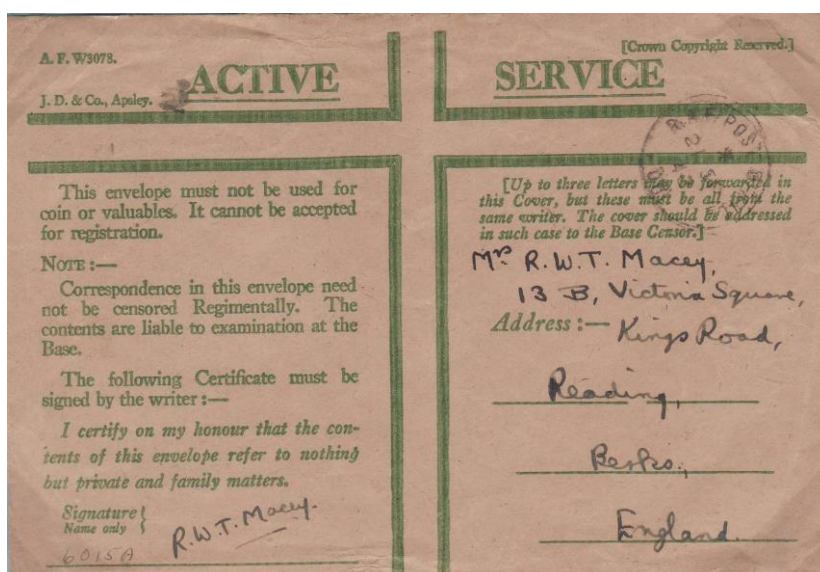 A. F. W3078.
[Crown Copyright Reserved.]
ACTIVE SERVICE
J. D. & Co., Apsley.
This envelope must not be used for
coin or valuables. It cannot be accepted
for registration.
NOTE :—
Correspondence in this envelope need
not be censored Regimentally. The
contents are liable to examination at the
Base.
The following Certificate must be
signed by the writer :—
I certify on my honour that the con-
tents of this envelope refer to nothing
but private and family matters.
Signature
Name only
R.W.T. Macey.
6015A
[Up to three letters may be forwarded in
this Cover, but these must be all from the
same writer. The cover should be addressed
in such case to the Base Censor.]
Mrs R.W.T. Macey,
13 B, Victoria Square,
Address :— Kings Road,
Reading,
Berks.,
England.